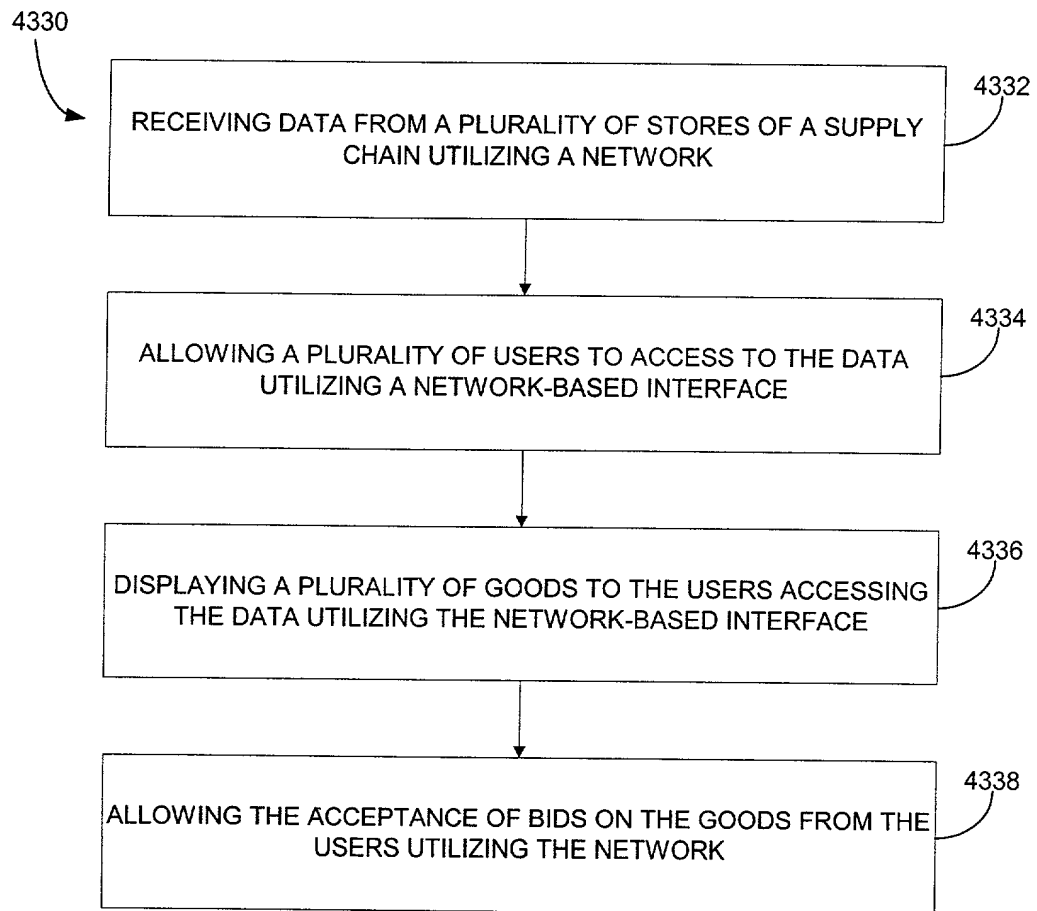 4330
4332
RECEIVING DATA FROM A PLURALITY OF STORES OF A SUPPLY
CHAIN UTILIZING A NETWORK
4334
ALLOWING A PLURALITY OF USERS TO ACCESS TO THE DATA
UTILIZING A NETWORK-BASED INTERFACE
4336
DISPLAYING A PLURALITY OF GOODS TO THE USERS ACCESSING
THE DATA UTILIZING THE NETWORK-BASED INTERFACE
4338
ALLOWING THE ACCEPTANCE OF BIDS ON THE GOODS FROM THE
USERS UTILIZING THE NETWORK